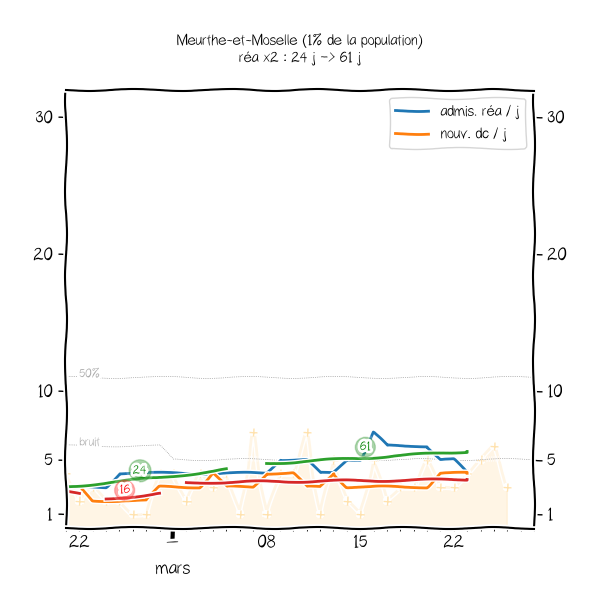 Meurthe-et-Moselle (1% de la population)
réa x2 : 24 j -> 61 j
admis. réa / j
nouv. dc / j
30 30
20 20
50%
10 10
bruit
61
24
5 5
16
1 1
22 1 08 15 22
mars